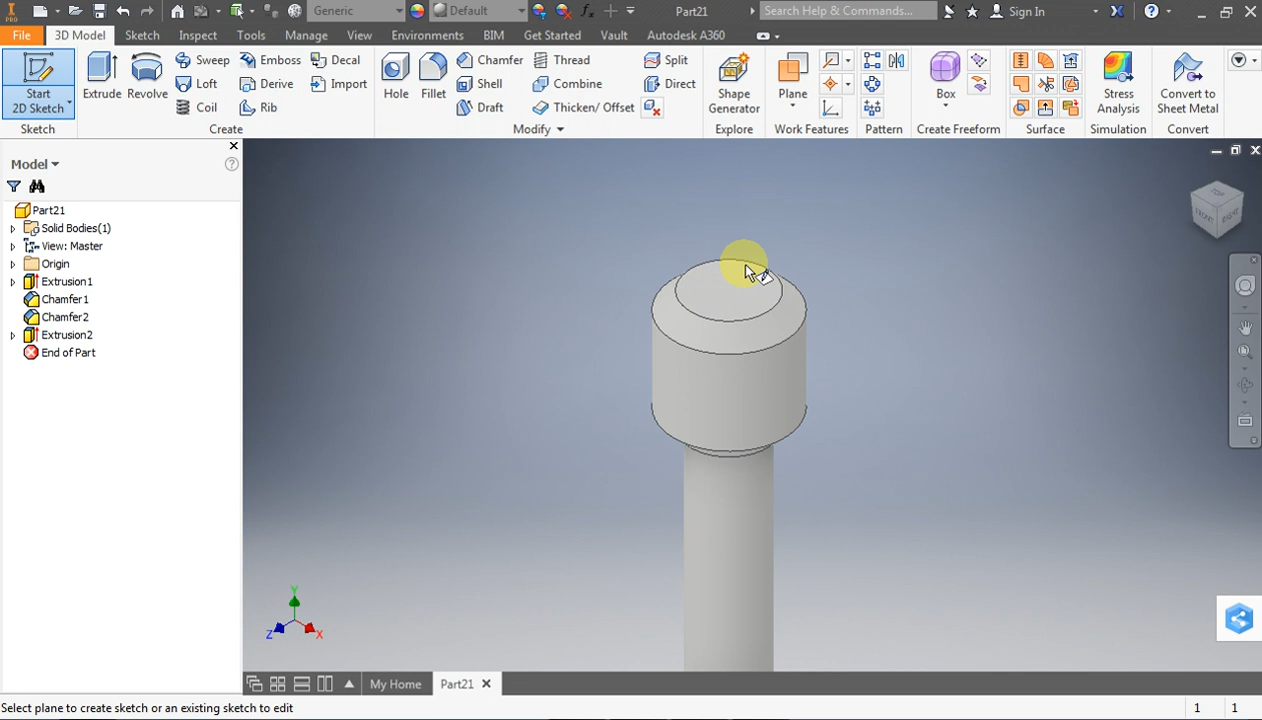 PRO Generic Default Part21 Search Help & Commands... Sign In
File 3D Model Sketch Inspect Tools Manage View Environments BIM Get Started Vault Autodesk A360
Start 2D Sketch
Extrude Revolve
Sweep Emboss Decal
Loft Derive Import
Coil Rib
Hole Fillet
Chamfer Thread Split
Shell Combine Direct
Draft Thicken/ Offset
Shape Generator
Plane
Box
Stress Analysis
Convert to Sheet Metal
Sketch Create Modify Explore Work Features Pattern Create Freeform Surface Simulation Convert
Model
Part21
Solid Bodies(1)
View: Master
Origin
Extrusion1
Chamfer1
Chamfer2
Extrusion2
End of Part
TOP
FRONT RIGHT
Y
Z X
My Home Part21
Select plane to create sketch or an existing sketch to edit 1 1